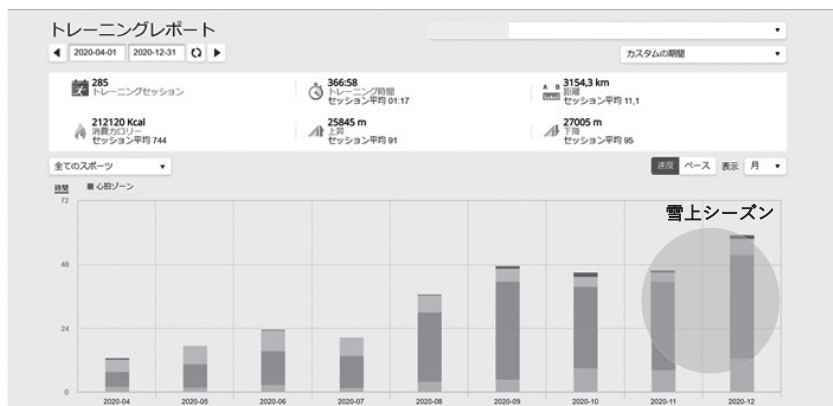 トレーニングレポート
2020-04-01 2020-12-31
カスタムの期間
285
トレーニングセッション
366:58
トレーニング時間
セッション平均 01:17
A B
3154,3 km
距離
セッション平均 11,1
212120 Kcal
消費カロリー
セッション平均 744
25845 m
上昇
セッション平均 91
27005 m
下降
セッション平均 95
全てのスポーツ
速度 ペース 表示 月
時間 心拍ゾーン
雪上シーズン
72
48
24
0
2020-04 2020-05 2020-06 2020-07 2020-08 2020-09 2020-10 2020-11 2020-12